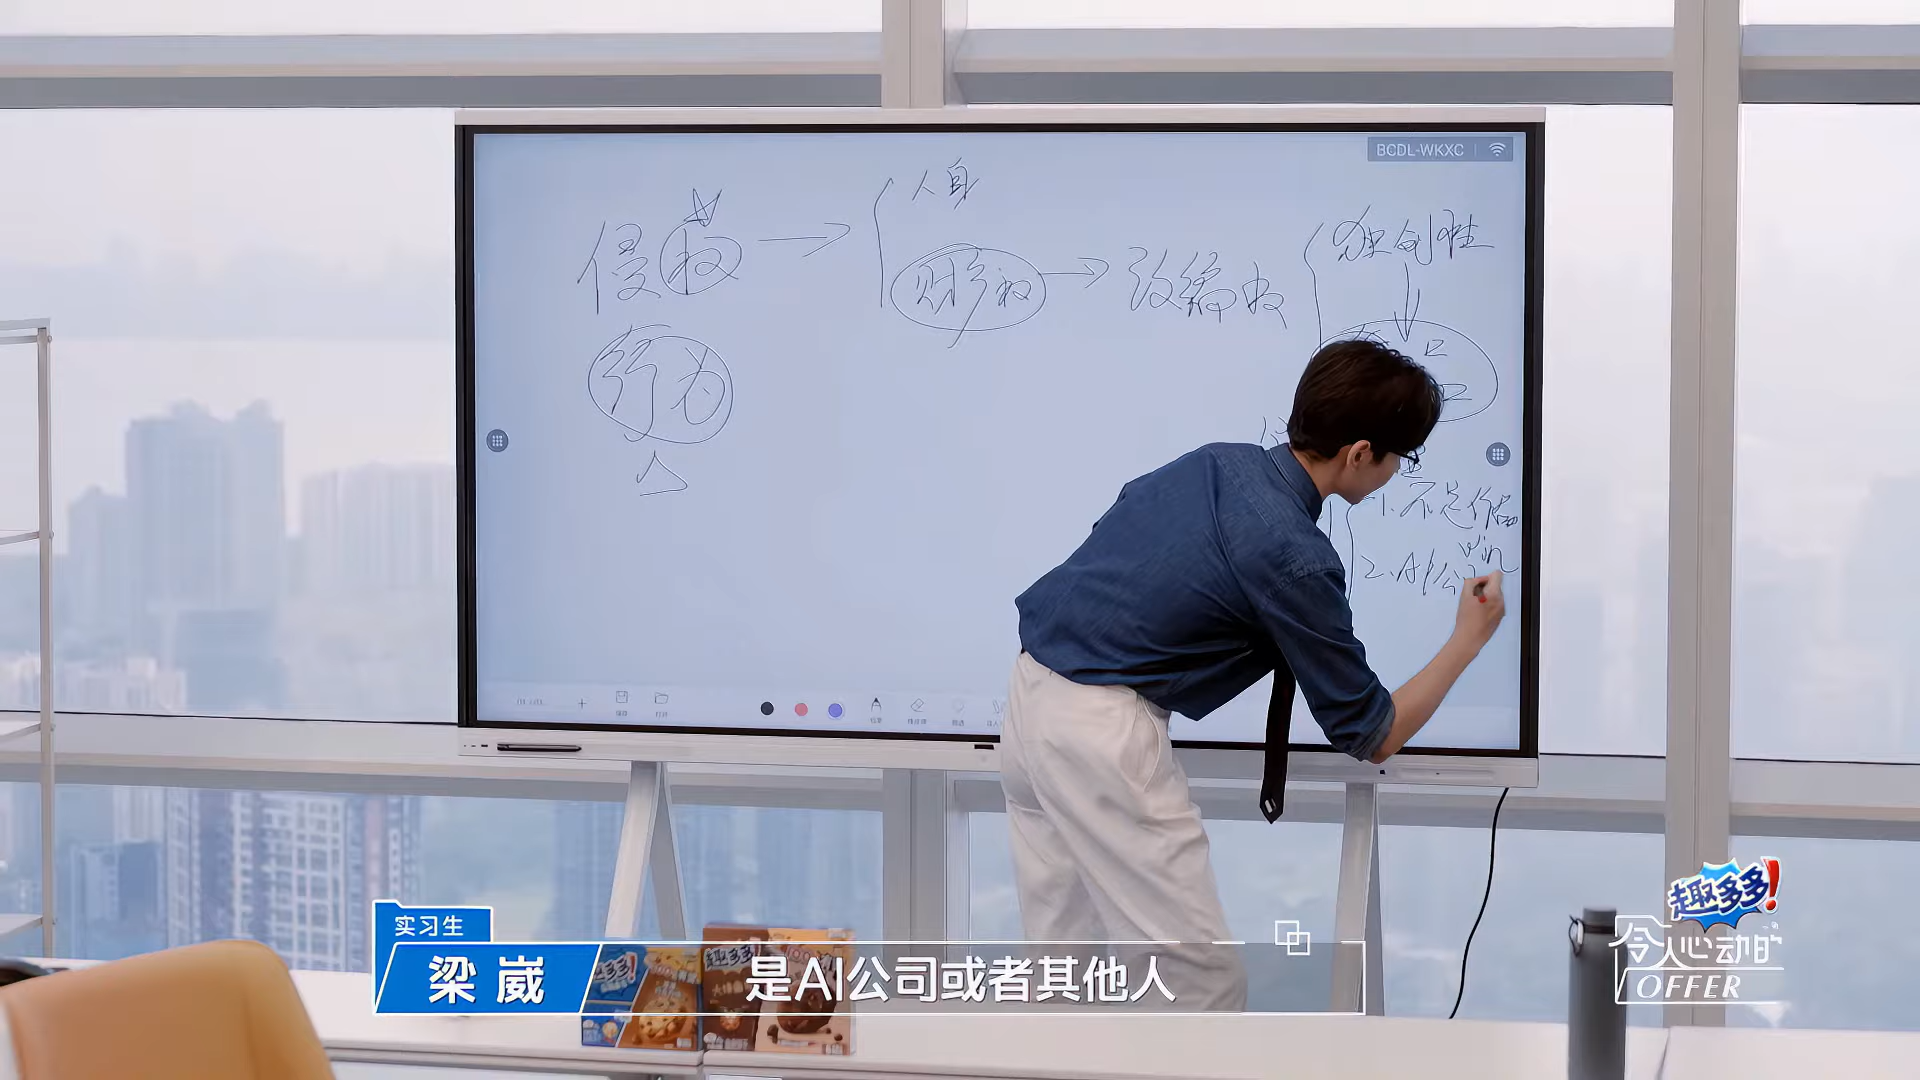 BCDL-WKXC
人身
侵权
财产权
改编权
独创性
行为
1.不是作品
2.AI公司
实习生
梁崴
是AI公司或者其他人
趣多多!
令人心动的
OFFER